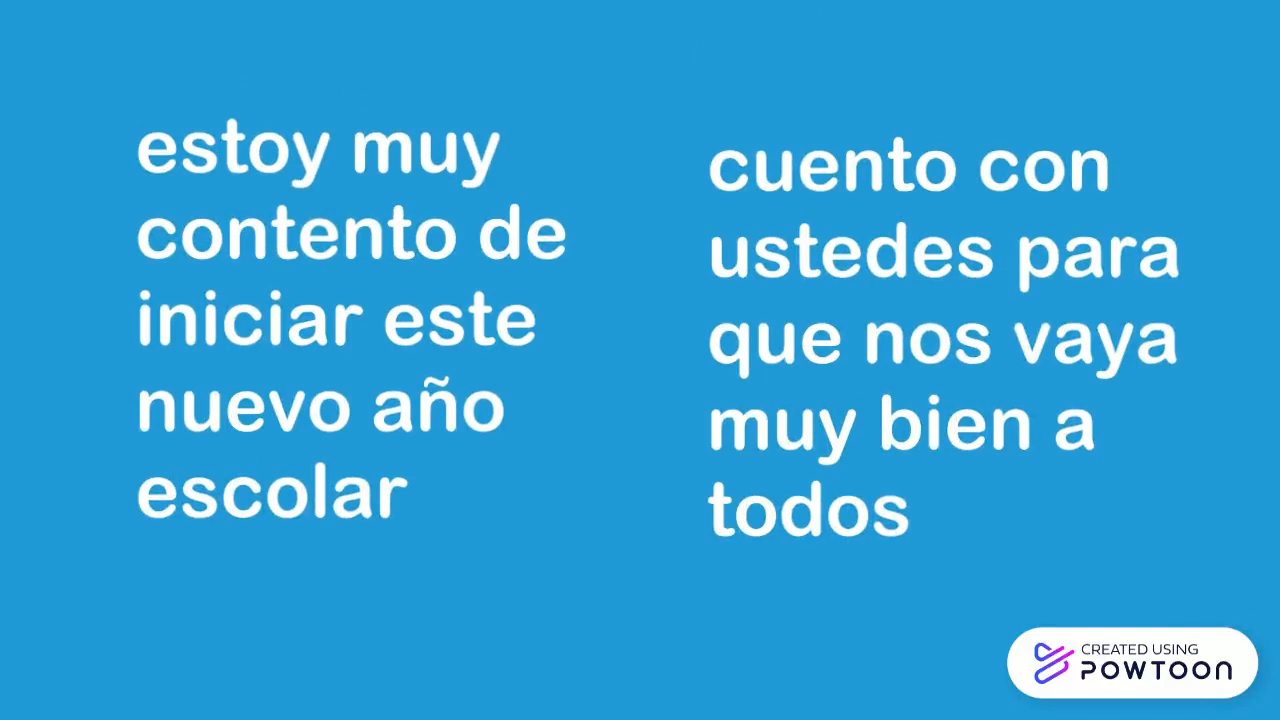 estoy muy
contento de
iniciar este
nuevo año
escolar
cuento con
ustedes para
que nos vaya
muy bien a
todos
CREATED USING
POWTOON